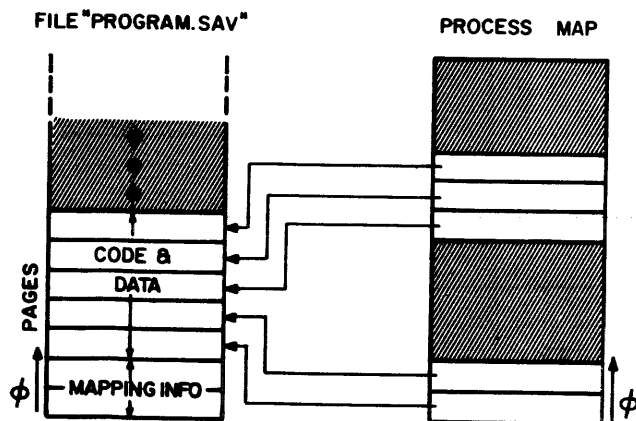 FILE "PROGRAM.SAV"
PROCESS MAP
CODE &
DATA
PAGES
MAPPING INFO
ϕ
ϕ